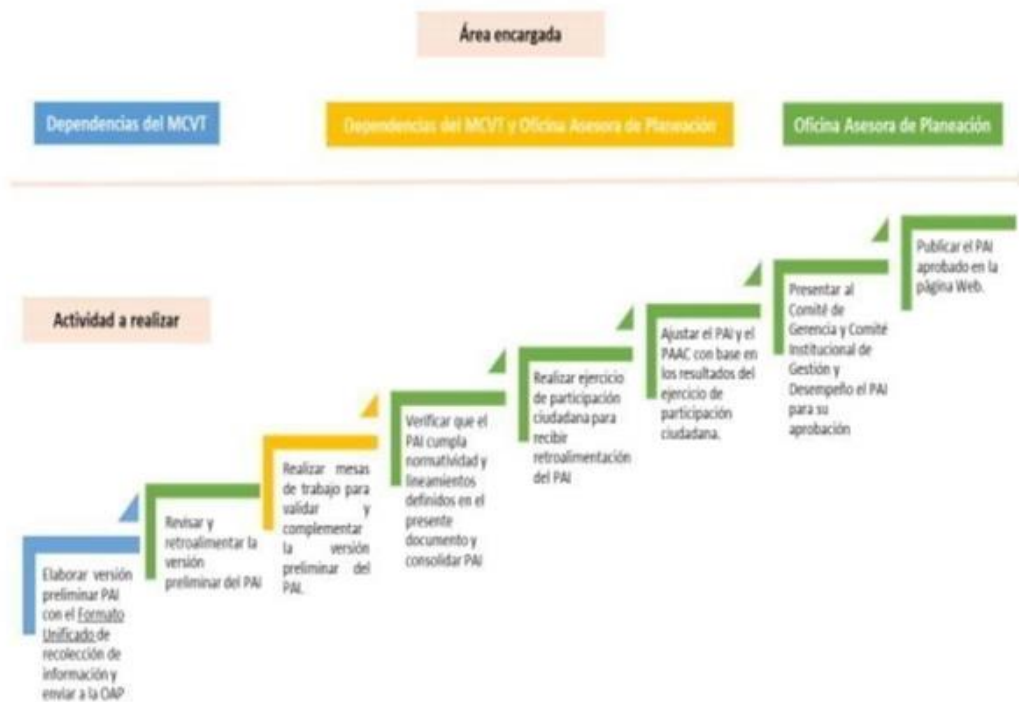 Área encargada
Dependencias del MCVT
Dependencias del MCVT y Oficina Asesora de Planeación
Oficina Asesora de Planeación
Actividad a realizar
Elaborar versión
preliminar PAI
con el Formato
Unificado de
recolección de
información y
enviar a la OAP
Revisar y
retroalimentar la
versión
preliminar del PAI
Realizar mesas
de trabajo para
validar y
complementar
la versión
preliminar del
PAI.
Verificar que el
PAI cumpla
normatividad y
lineamientos
definidos en el
presente
documento y
consolidar PAI
Realizar ejercicio
de participación
ciudadana para
recibir
retroalimentación
del PAI
Ajustar el PAI y el
PAAC con base en
los resultados del
ejercicio de
participación
ciudadana.
Presentar al
Comité de
Gerencia y Comité
Institucional de
Gestión y
Desempeño el PAI
para su
aprobación
Publicar el PAI
aprobado en la
página Web.